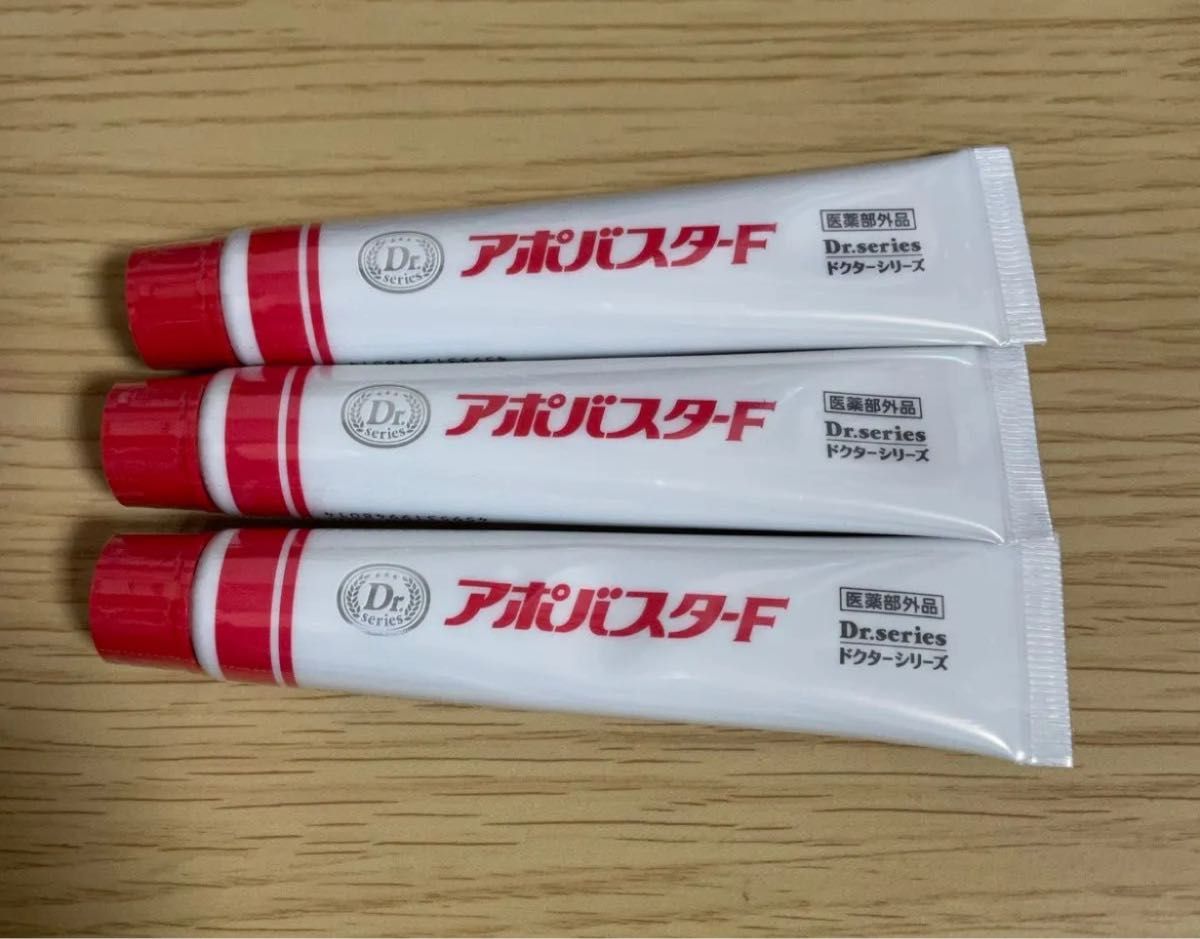 Dr.
series
アポバスターF
医薬部外品
Dr.series
ドクターシリーズ
Dr.
series
アポバスターF
医薬部外品
Dr.series
ドクターシリーズ
Dr.
series
アポバスターF
医薬部外品
Dr.series
ドクターシリーズ